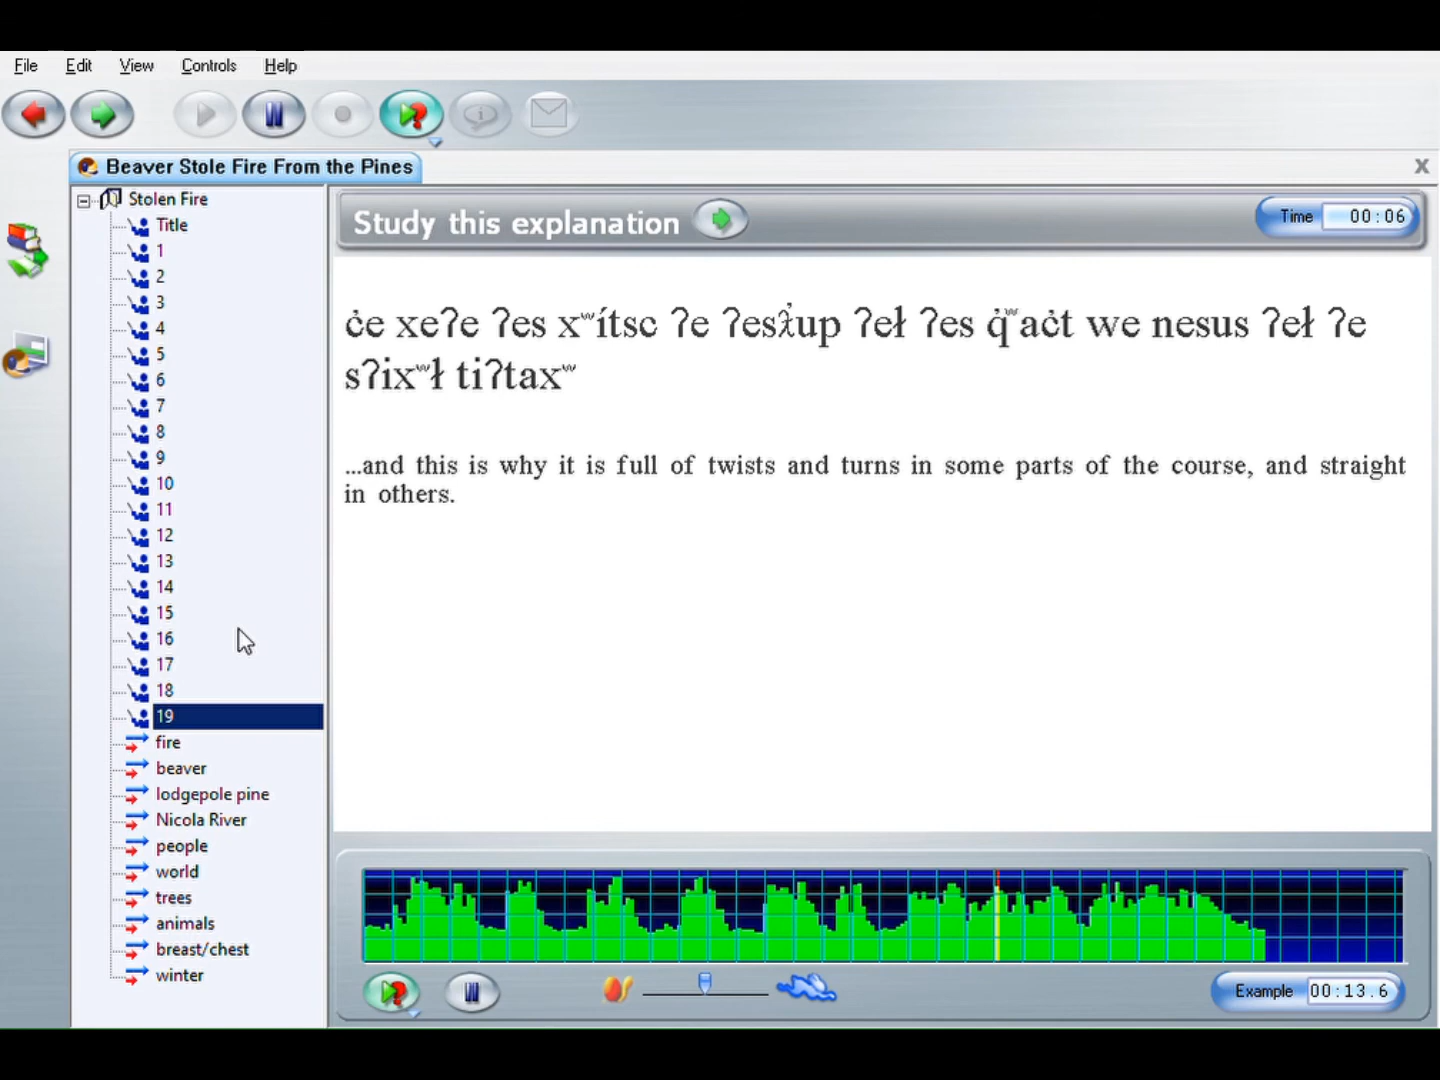 File Edit View Controls Help
Beaver Stole Fire From the Pines
X
Stolen Fire
Title
1
2
3
4
5
6
7
8
9
10
11
12
13
14
15
16
17
18
19
fire
beaver
lodgepole pine
Nicola River
people
world
trees
animals
breast/chest
winter
Study this explanation
Time 00:06
c̓e xeʔe ʔes xʷítsc ʔe ʔesƛ̓up ʔeł ʔes q̓ʷac̓t we nesus ʔeł ʔe
sʔixʷł tiʔtaxʷ
...and this is why it is full of twists and turns in some parts of the course, and straight
in others.
Example 00:13.6